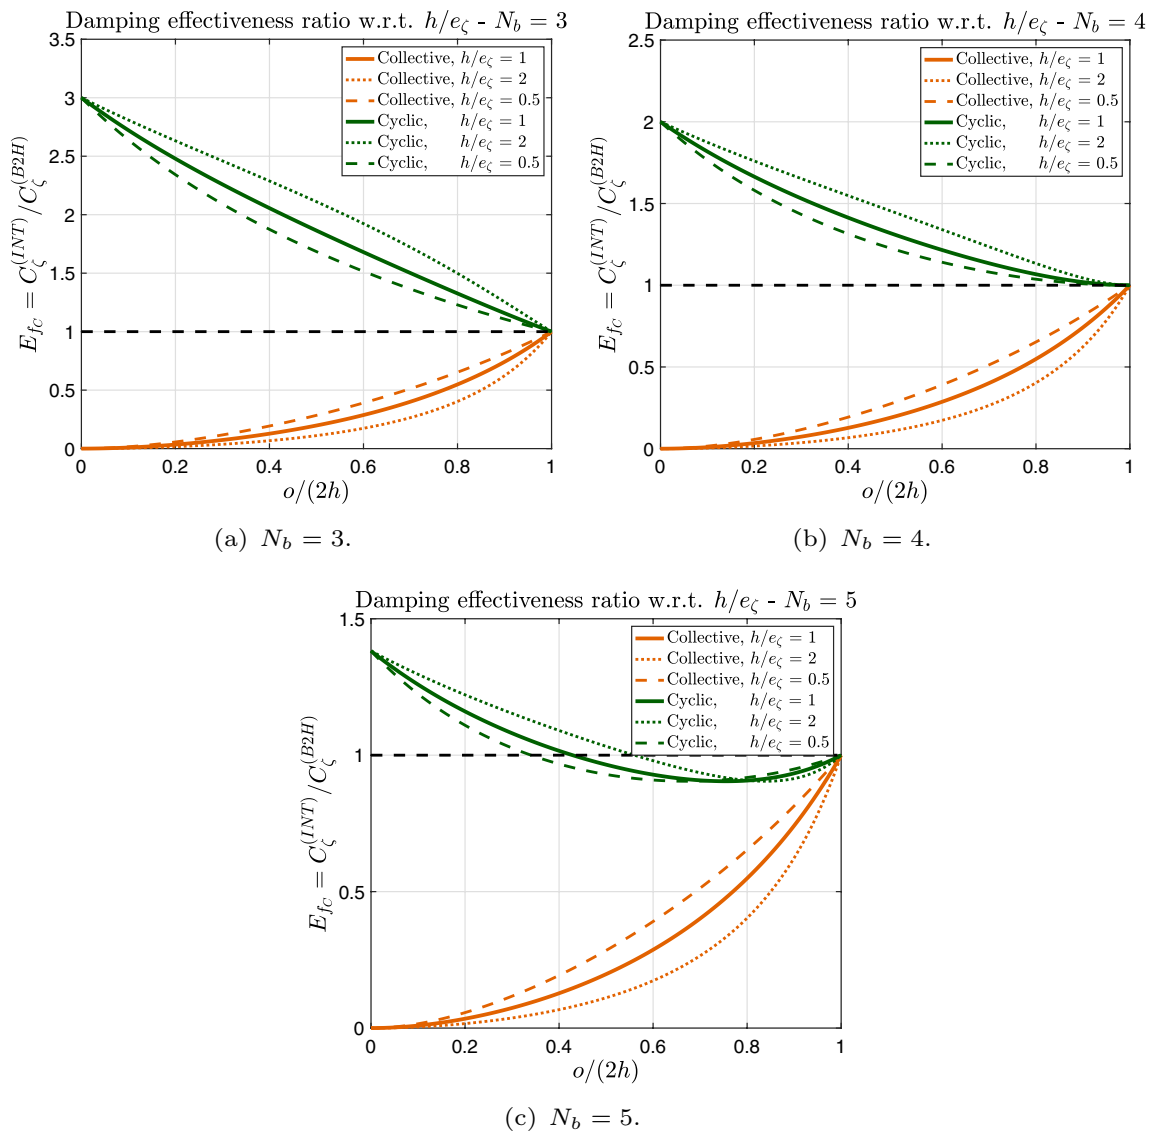 Damping effectiveness ratio w.r.t. h/e_ζ - N_b = 3
3.5
3
2.5
2
1.5
1
0.5
0
E_{f_C} = C_ζ^{(INT)}/C_ζ^{(B2H)}
Collective, h/e_ζ = 1
Collective, h/e_ζ = 2
Collective, h/e_ζ = 0.5
Cyclic, h/e_ζ = 1
Cyclic, h/e_ζ = 2
Cyclic, h/e_ζ = 0.5
0 0.2 0.4 0.6 0.8 1
o/(2h)
(a) N_b = 3.
Damping effectiveness ratio w.r.t. h/e_ζ - N_b = 4
2.5
2
1.5
1
0.5
0
E_{f_C} = C_ζ^{(INT)}/C_ζ^{(B2H)}
Collective, h/e_ζ = 1
Collective, h/e_ζ = 2
Collective, h/e_ζ = 0.5
Cyclic, h/e_ζ = 1
Cyclic, h/e_ζ = 2
Cyclic, h/e_ζ = 0.5
0 0.2 0.4 0.6 0.8 1
o/(2h)
(b) N_b = 4.
Damping effectiveness ratio w.r.t. h/e_ζ - N_b = 5
1.5
1
0.5
0
E_{f_C} = C_ζ^{(INT)}/C_ζ^{(B2H)}
Collective, h/e_ζ = 1
Collective, h/e_ζ = 2
Collective, h/e_ζ = 0.5
Cyclic, h/e_ζ = 1
Cyclic, h/e_ζ = 2
Cyclic, h/e_ζ = 0.5
0 0.2 0.4 0.6 0.8 1
o/(2h)
(c) N_b = 5.